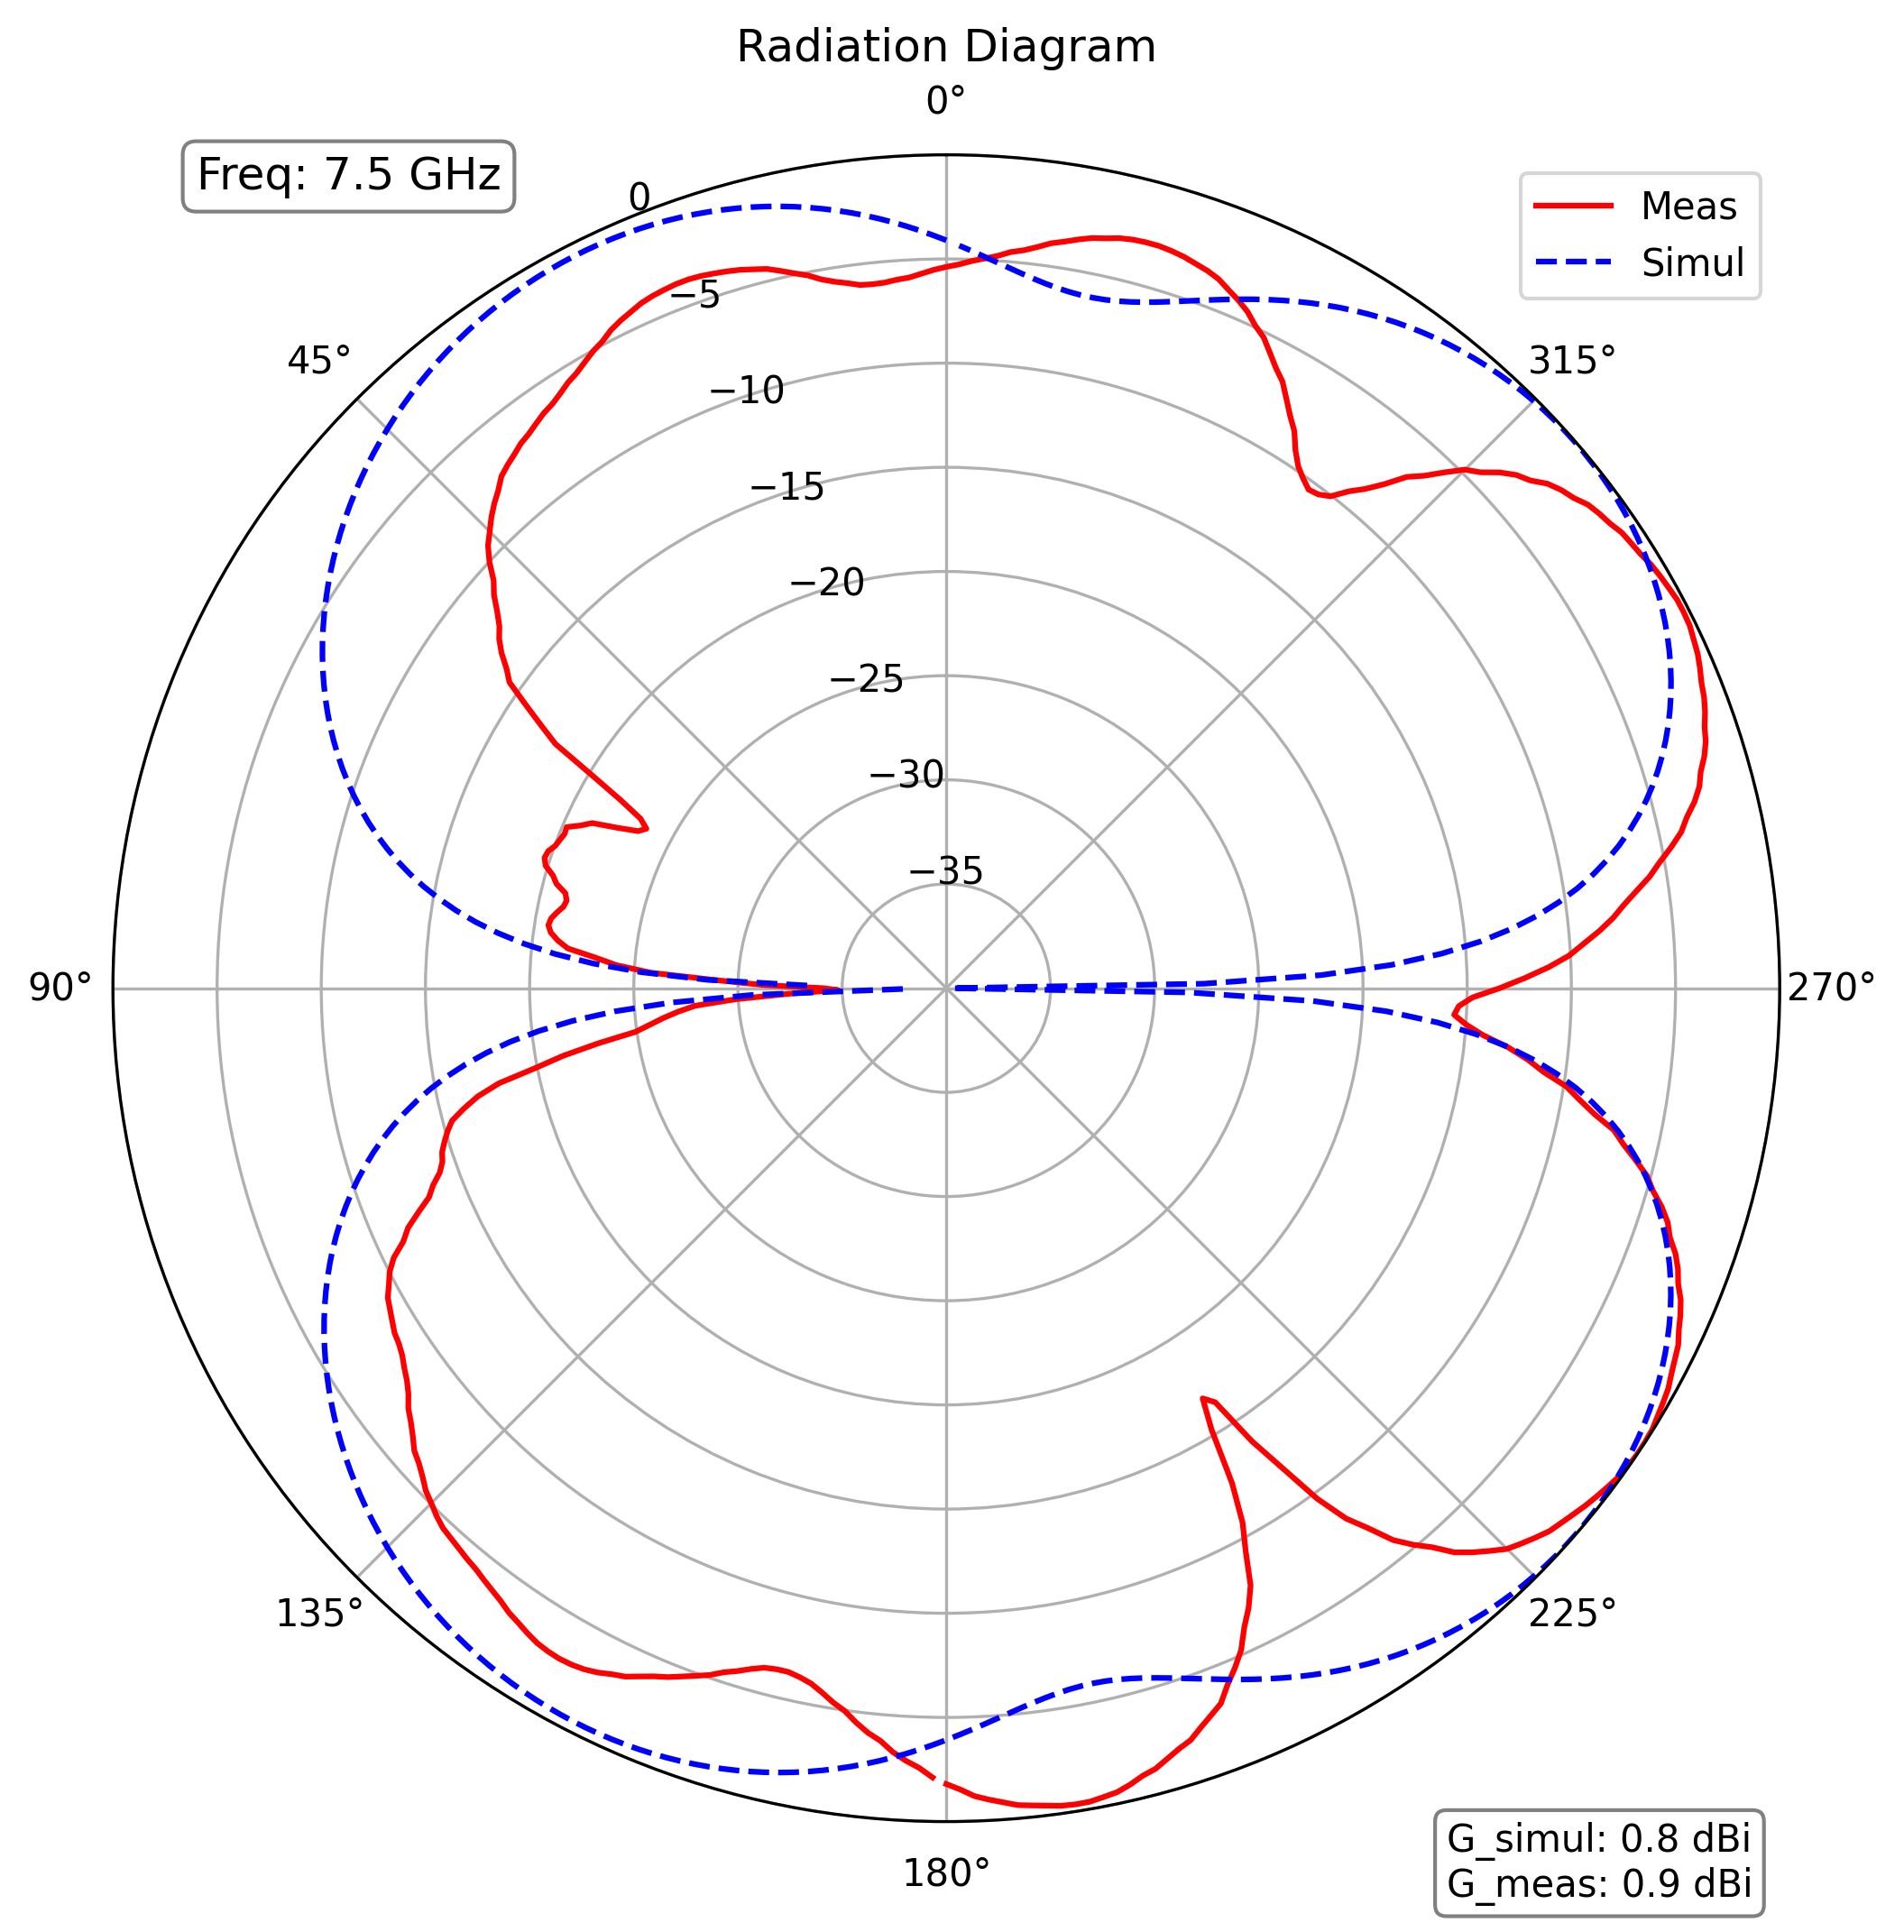 Radiation Diagram
0°
Freq: 7.5 GHz
Meas
Simul
0
−5
45°
315°
−10
−15
−20
−25
−30
−35
90°
270°
135°
225°
180°
G_simul: 0.8 dBi
G_meas: 0.9 dBi